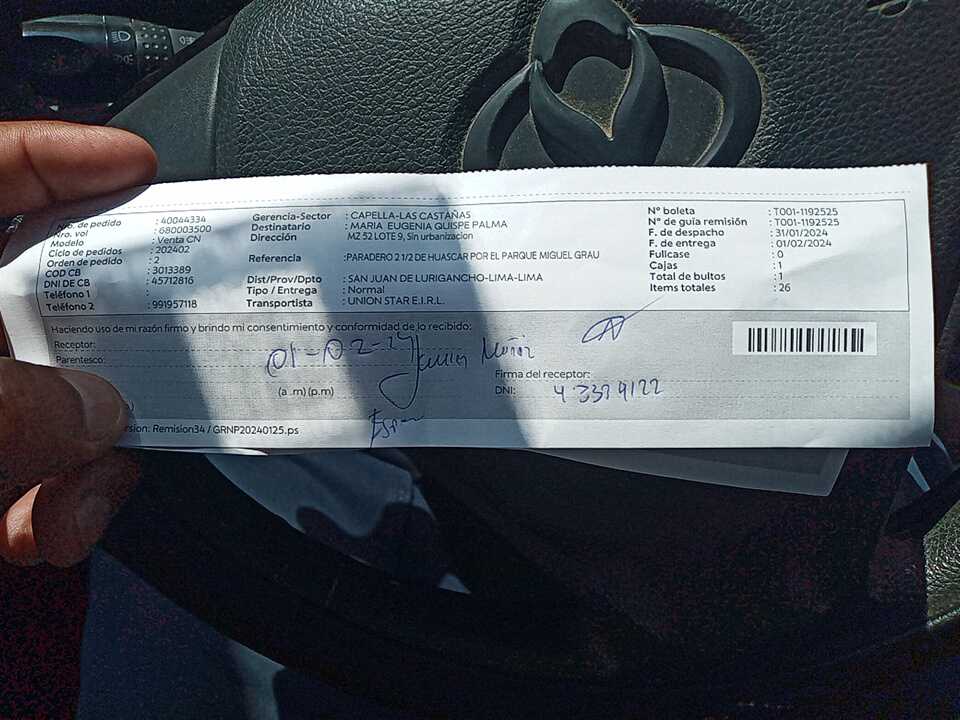 Nro. de pedido : 40044334
Nro. vol : 680003500
Modelo : Venta CN
Ciclo de pedidos : 202402
Orden de pedido : 2
COD CB : 3013389
DNI DE CB : 45712816
Teléfono 1 :
Teléfono 2 : 991957118
Gerencia-Sector : CAPELLA-LAS CASTAÑAS
Destinatario : MARIA EUGENIA QUISPE PALMA
Dirección MZ 52 LOTE 9, Sin urbanizacion
Referencia :PARADERO 2 1/2 DE HUASCAR POR EL PARQUE MIGUEL GRAU
Dist/Prov/Dpto : SAN JUAN DE LURIGANCHO-LIMA-LIMA
Tipo / Entrega : Normal
Transportista : UNION STAR E.I.R.L.
N° boleta : T001-1192525
N° de guía remisión : T001-1192525
F. de despacho : 31/01/2024
F. de entrega : 01/02/2024
Fullcase : 0
Cajas : 1
Total de bultos : 1
Items totales : 26
Haciendo uso de mi razón firmo y brindo mi consentimiento y conformidad de lo recibido:
Receptor:
Parentesco:
01-02-24
(a .m) (p.m)
Firma del receptor:
DNI:
rsion: Remision34 / GRNP20240125.ps